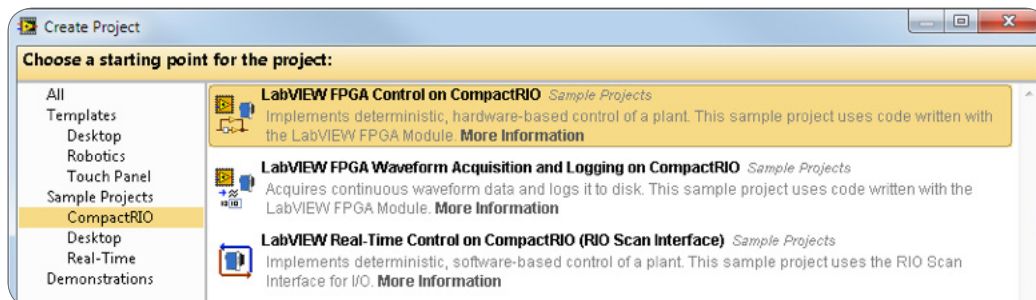 Create Project
Choose a starting point for the project:
All
Templates
Desktop
Robotics
Touch Panel
Sample Projects
CompactRIO
Desktop
Real-Time
Demonstrations
LabVIEW FPGA Control on CompactRIO Sample Projects
Implements deterministic, hardware-based control of a plant. This sample project uses code written with
the LabVIEW FPGA Module. More Information
LabVIEW FPGA Waveform Acquisition and Logging on CompactRIO Sample Projects
Acquires continuous waveform data and logs it to disk. This sample project uses code written with the
LabVIEW FPGA Module. More Information
LabVIEW Real-Time Control on CompactRIO (RIO Scan Interface) Sample Projects
Implements deterministic, software-based control of a plant. This sample project uses the RIO Scan
Interface for I/O. More Information